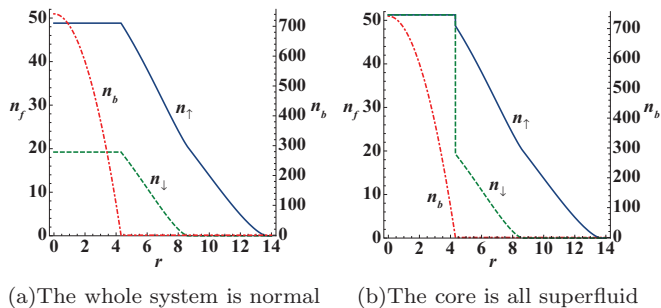 50
40
n_f
30
20
10
0
n_b
n_↑
n_↓
700
600
500
n_b
400
300
200
100
0
0 2 4 6 8 10 12 14
r
(a)The whole system is normal
50
40
n_f
30
20
10
0
n_↑
n_b
n_↓
700
600
500
n_b
400
300
200
100
0
0 2 4 6 8 10 12 14
r
(b)The core is all superfluid